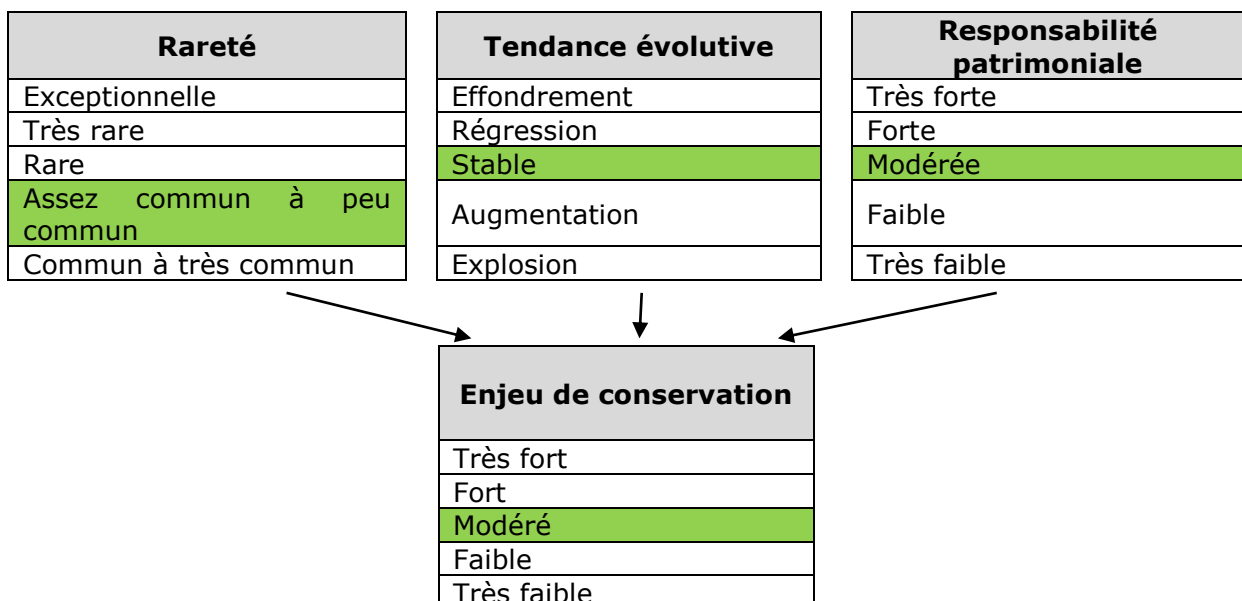 Rareté
Exceptionnelle
Très rare
Rare
Assez commun à peu
commun
Commun à très commun
Tendance évolutive
Effondrement
Régression
Stable
Augmentation
Explosion
Responsabilité
patrimoniale
Très forte
Forte
Modérée
Faible
Très faible
Enjeu de conservation
Très fort
Fort
Modéré
Faible
Très faible